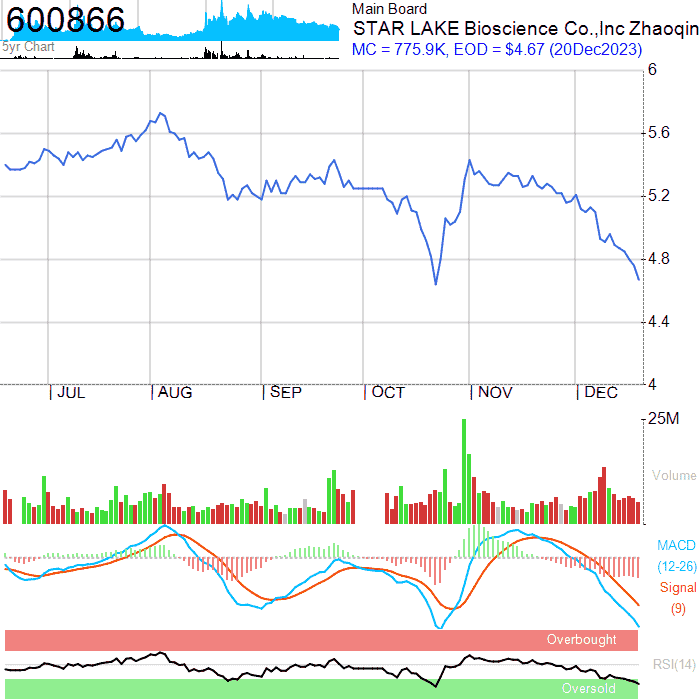 600866
5yr Chart
Main Board
STAR LAKE Bioscience Co.,Inc Zhaoqin
MC = 775.9K, EOD = $4.67 (20Dec2023)
6
5.6
5.2
4.8
4.4
4
JUL AUG SEP OCT NOV DEC
25M
Volume
MACD
(12-26)
Signal
(9)
Overbought
RSI(14)
Oversold